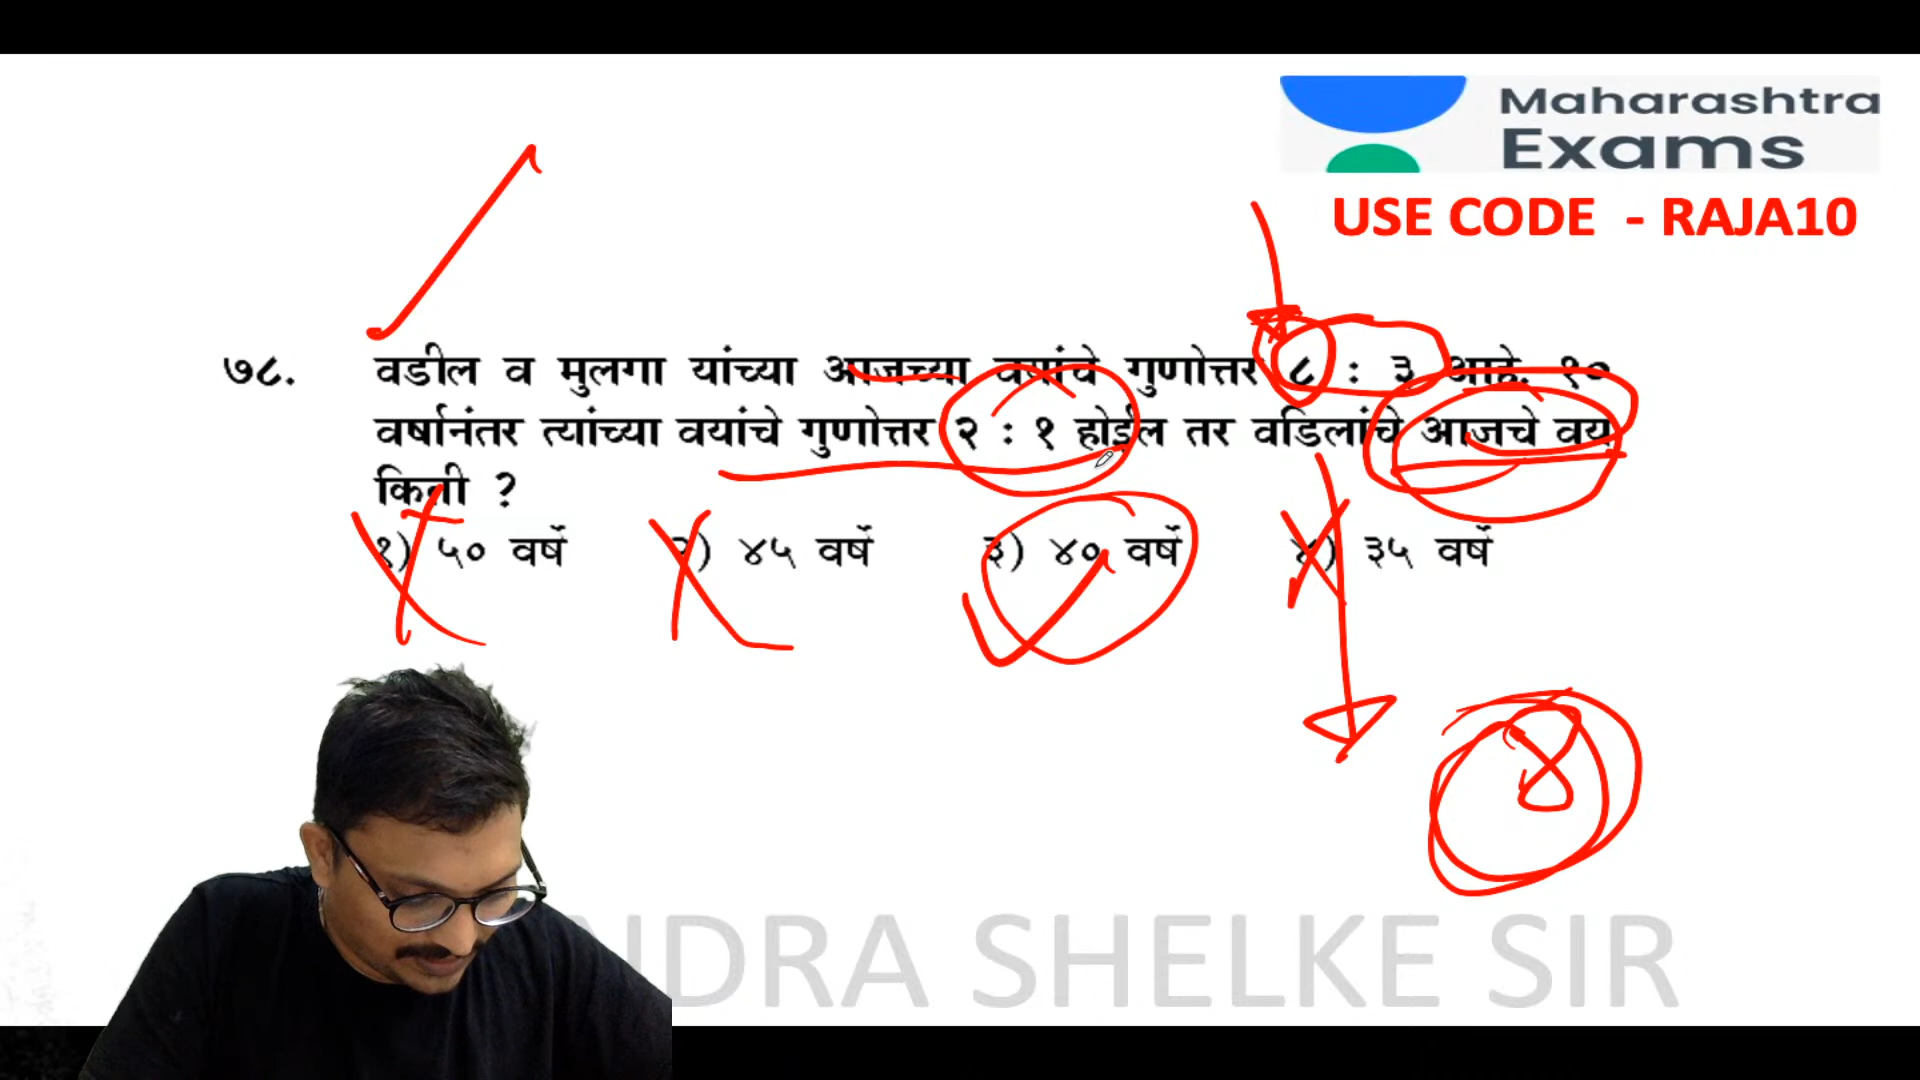 Maharashtra
Exams
USE CODE - RAJA10
७८. वडील व मुलगा यांच्या आजच्या वयांचे गुणोत्तर ८ : ३ आहे. १०
वर्षानंतर त्यांच्या वयांचे गुणोत्तर २ : १ होईल तर वडिलांचे आजचे वय
किती ?
१) ५० वर्षे २) ४५ वर्षे ३) ४० वर्षे ४) ३५ वर्षे
8
NDRA SHELKE SIR